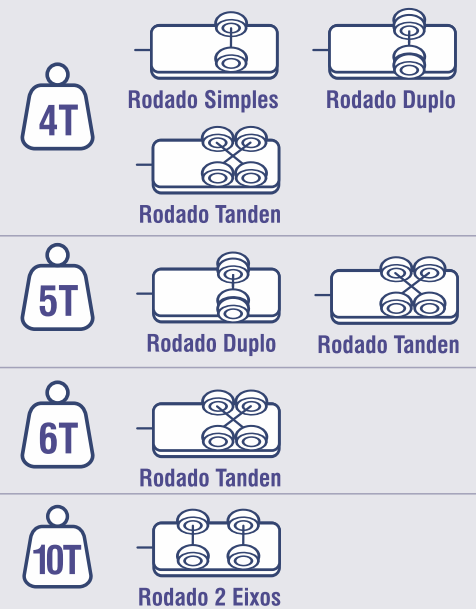 4T
Rodado Simples
Rodado Duplo
Rodado Tanden
5T
Rodado Duplo
Rodado Tanden
6T
Rodado Tanden
10T
Rodado 2 Eixos